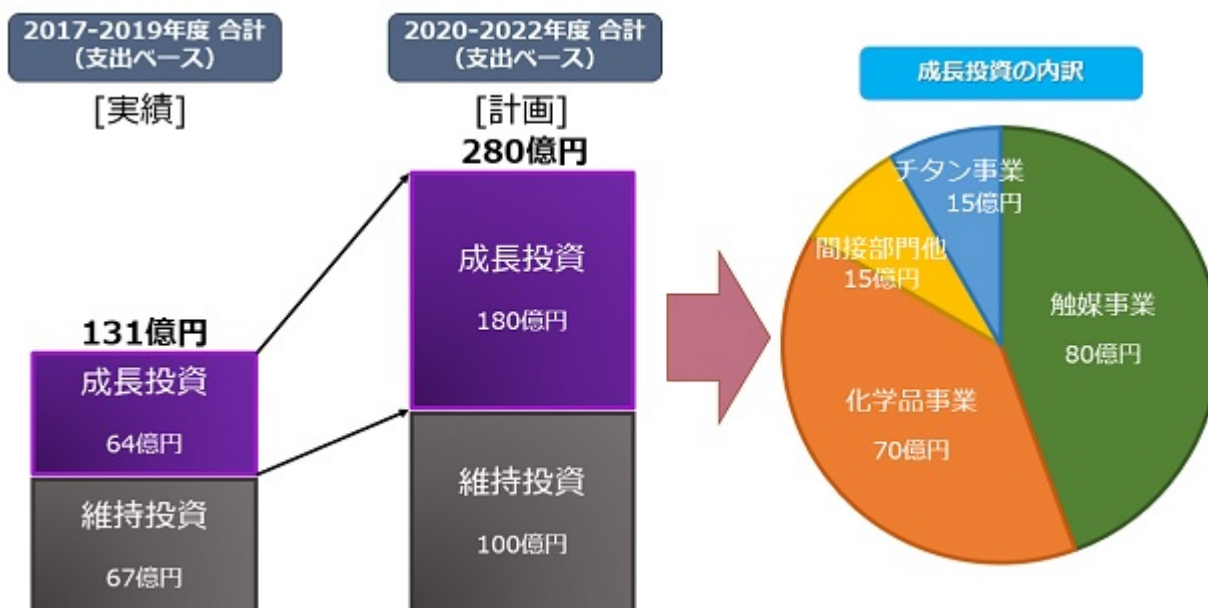 2017-2019年度 合計
（支出ベース）
[実績]
131億円
成長投資
64億円
維持投資
67億円
2020-2022年度 合計
（支出ベース）
[計画]
280億円
成長投資
180億円
維持投資
100億円
成長投資の内訳
チタン事業
15億円
間接部門他
15億円
触媒事業
80億円
化学品事業
70億円